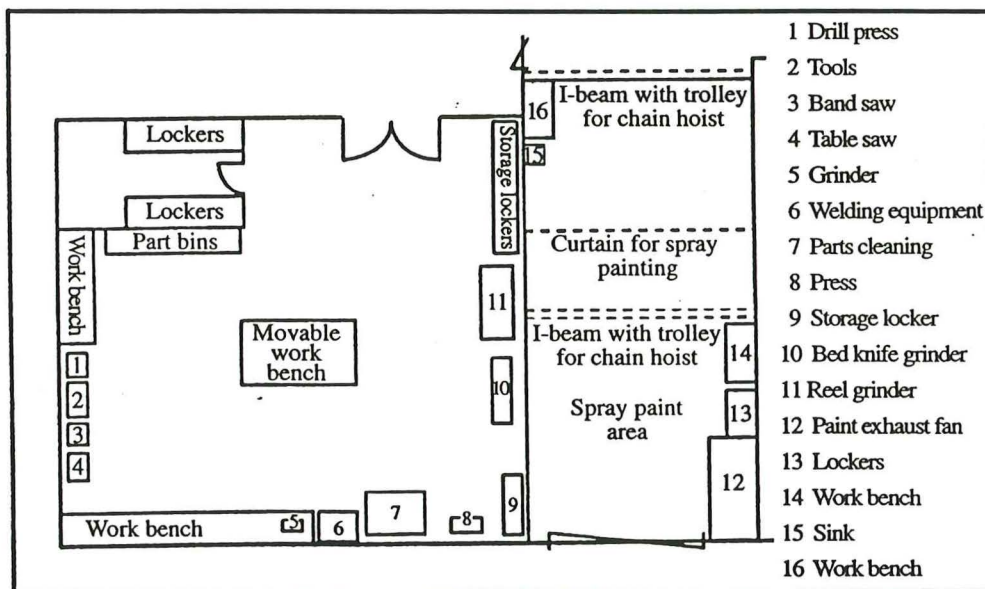 Lockers
Lockers
Part bins
Work bench
1
2
3
4
Work bench
5
6
7
8
9
10
11
Storage lockers
Movable
work
bench
16
15
I-beam with trolley
for chain hoist
Curtain for spray
painting
I-beam with trolley
for chain hoist
Spray paint
area
14
13
12
1 Drill press
2 Tools
3 Band saw
4 Table saw
5 Grinder
6 Welding equipment
7 Parts cleaning
8 Press
9 Storage locker
10 Bed knife grinder
11 Reel grinder
12 Paint exhaust fan
13 Lockers
14 Work bench
15 Sink
16 Work bench